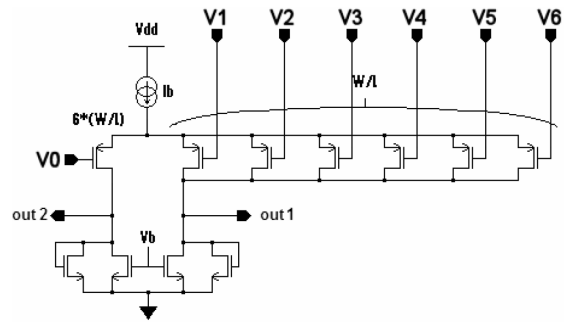 V1 V2 V3 V4 V5 V6
Vdd
Ib
W/L
6*(W/L)
V0
out 2
out 1
Vb